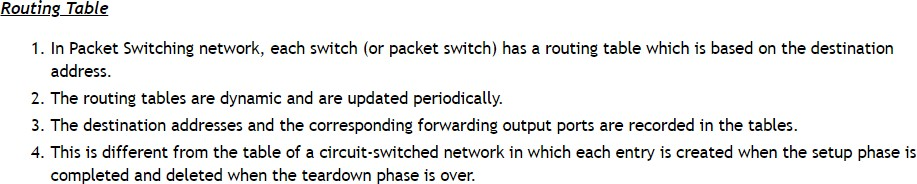 Routing Table
1. In Packet Switching network, each switch (or packet switch) has a routing table which is based on the destination
address.
2. The routing tables are dynamic and are updated periodically.
3. The destination addresses and the corresponding forwarding output ports are recorded in the tables.
4. This is different from the table of a circuit-switched network in which each entry is created when the setup phase is
completed and deleted when the teardown phase is over.